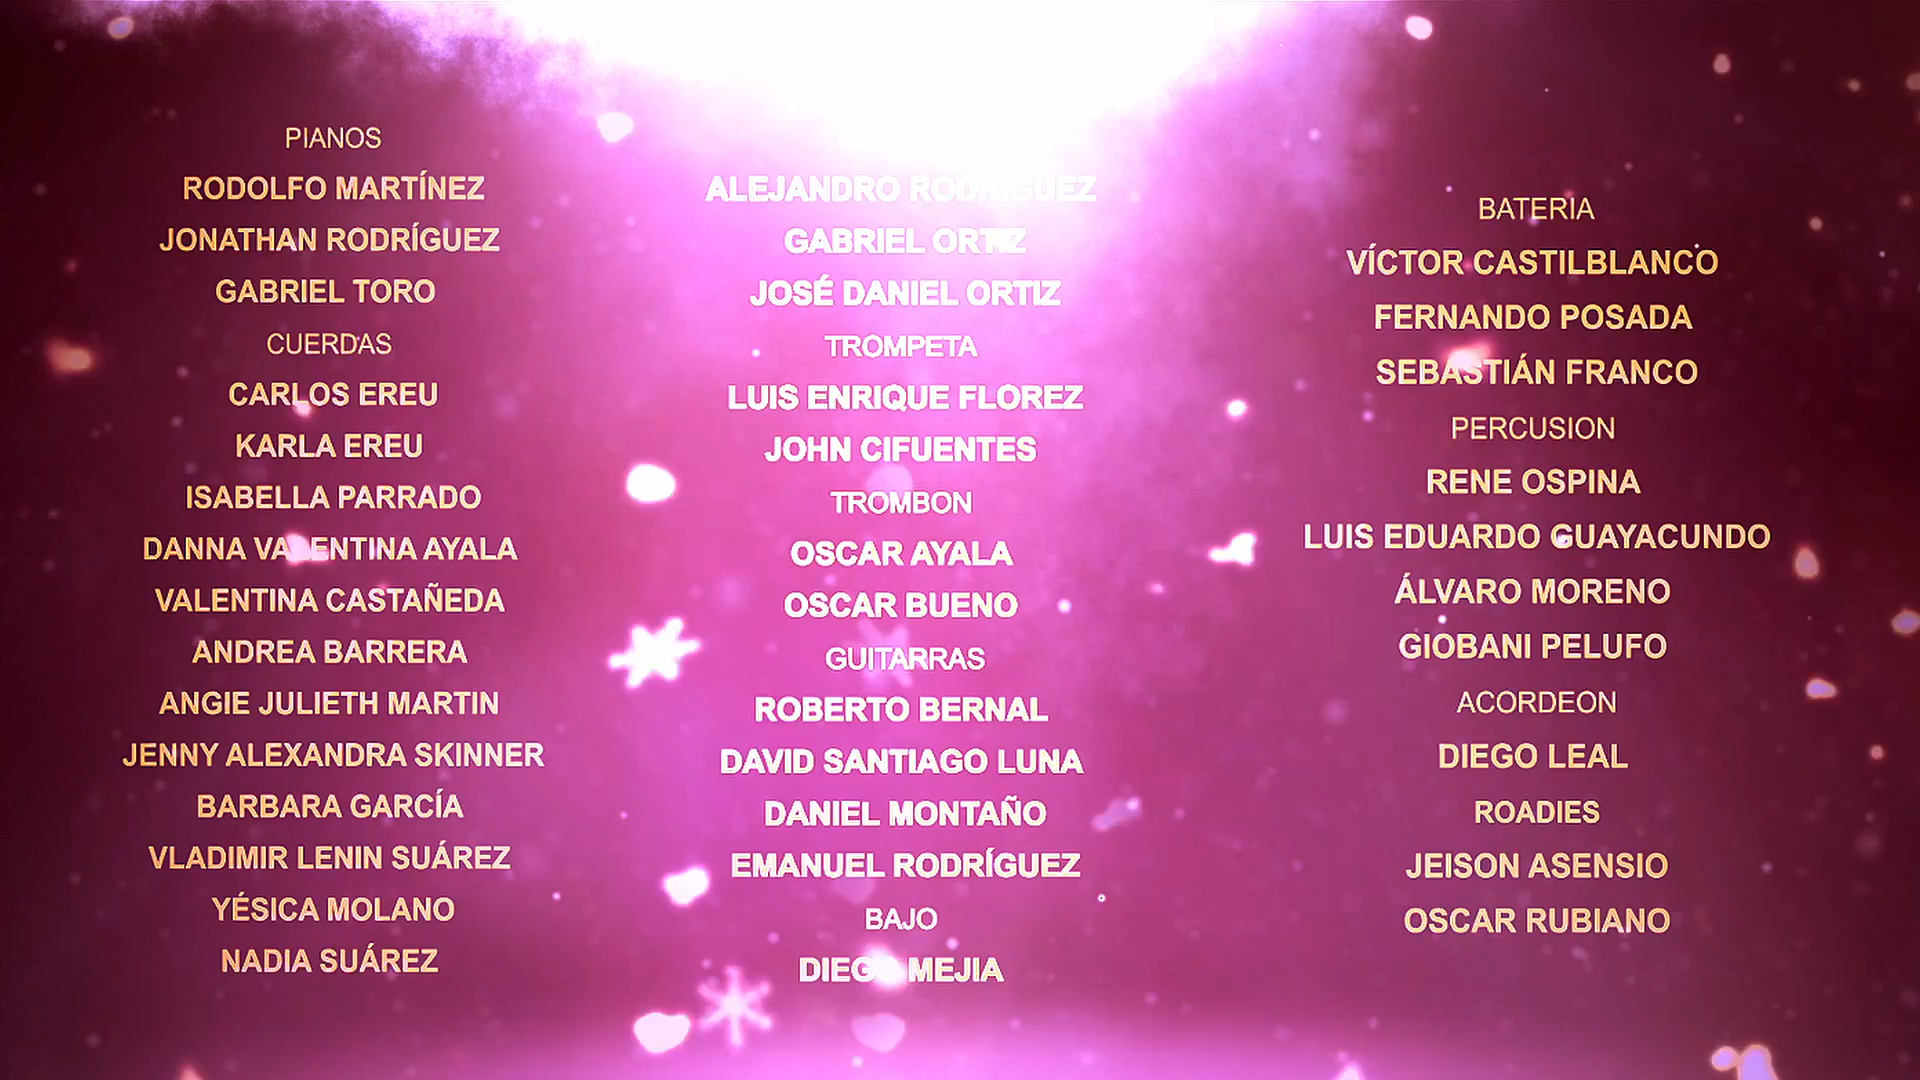 PIANOS
RODOLFO MARTÍNEZ
JONATHAN RODRÍGUEZ
GABRIEL TORO
CUERDAS
CARLOS EREU
KARLA EREU
ISABELLA PARRADO
DANNA VALENTINA AYALA
VALENTINA CASTAÑEDA
ANDREA BARRERA
ANGIE JULIETH MARTIN
JENNY ALEXANDRA SKINNER
BARBARA GARCÍA
VLADIMIR LENIN SUÁREZ
YÉSICA MOLANO
NADIA SUÁREZ
ALEJANDRO RODRÍGUEZ
GABRIEL ORTIZ
JOSÉ DANIEL ORTIZ
TROMPETA
LUIS ENRIQUE FLOREZ
JOHN CIFUENTES
TROMBON
OSCAR AYALA
OSCAR BUENO
GUITARRAS
ROBERTO BERNAL
DAVID SANTIAGO LUNA
DANIEL MONTAÑO
EMANUEL RODRÍGUEZ
BAJO
DIEGO MEJIA
BATERIA
VÍCTOR CASTILBLANCO
FERNANDO POSADA
SEBASTIÁN FRANCO
PERCUSION
RENE OSPINA
LUIS EDUARDO GUAYACUNDO
ÁLVARO MORENO
GIOBANI PELUFO
ACORDEON
DIEGO LEAL
ROADIES
JEISON ASENSIO
OSCAR RUBIANO